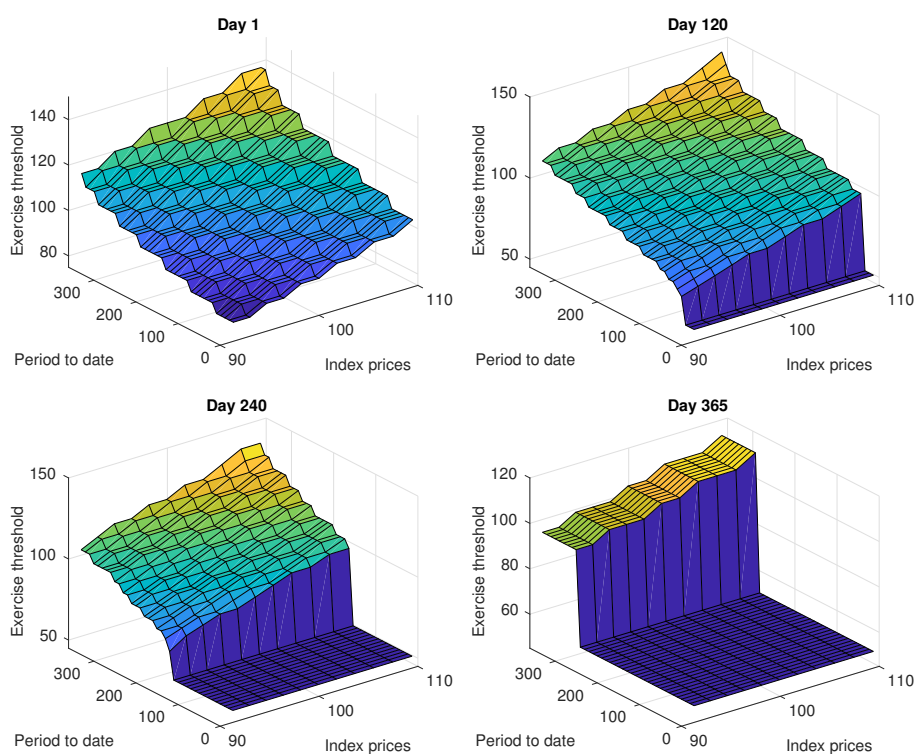 Day 1
140
120
100
80
Exercise threshold
300
200
100
0
Period to date
90
100
110
Index prices
Day 120
150
100
50
Exercise threshold
300
200
100
0
Period to date
90
100
110
Index prices
Day 240
150
100
50
Exercise threshold
300
200
100
0
Period to date
90
100
110
Index prices
Day 365
120
100
80
60
Exercise threshold
300
200
100
0
Period to date
90
100
110
Index prices